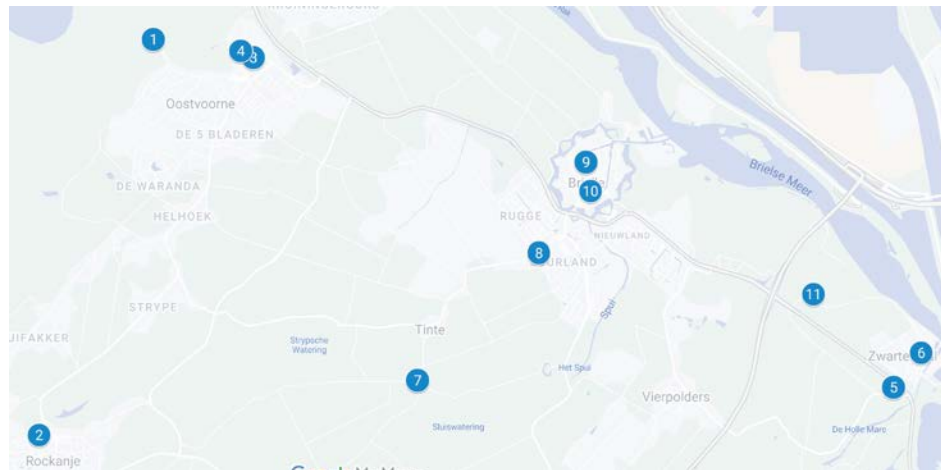 1
4
3
Oostvoorne
DE 5 BLADEREN
9
Brielse Meer
DE WARANDA
10
HELHOEK
RUGGE
NIEUWLAND
8
11
STRYPE
Spui
Tinte
Strypsche
Watering
6
Het Spui
7
5
Vierpolders
Sluiswatering
De Holle Mare
2
Rockanje